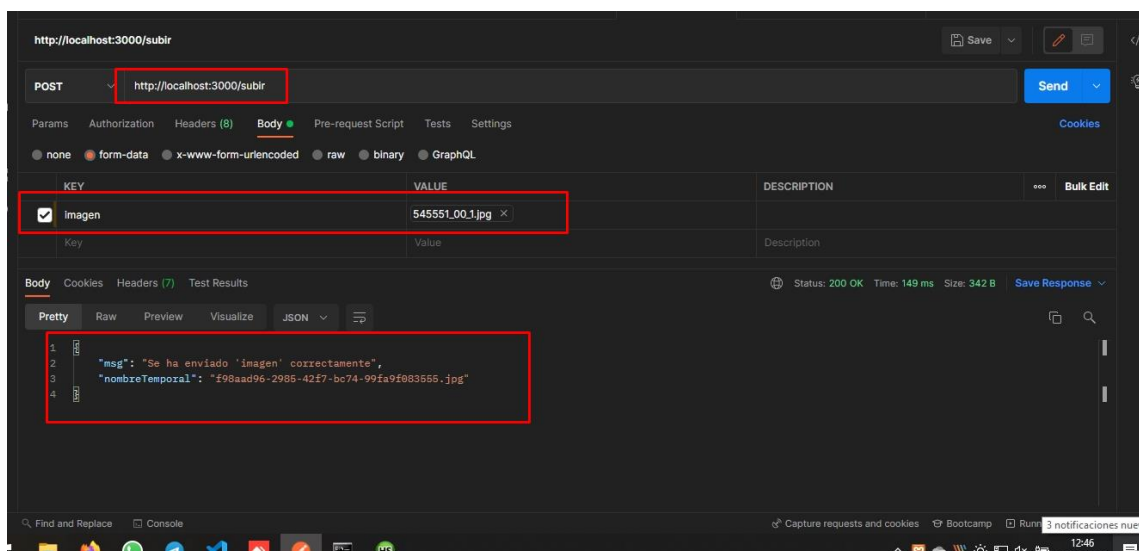 http://localhost:3000/subir
Save
POST http://localhost:3000/subir Send
Params Authorization Headers (8) Body Pre-request Script Tests Settings Cookies
none form-data x-www-form-urlencoded raw binary GraphQL
KEY VALUE DESCRIPTION Bulk Edit
imagen 545551_00_1.jpg
Key Value Description
Body Cookies Headers (7) Test Results Status: 200 OK Time: 149 ms Size: 342 B Save Response
Pretty Raw Preview Visualize JSON
1 {
2 "msg": "Se ha enviado 'imagen' correctamente",
3 "nombreTemporal": "f98aad96-2985-42f7-bc74-99fa9f083555.jpg"
4 }
Find and Replace Console Capture requests and cookies Bootcamp Runn 3 notificaciones nue
12:46